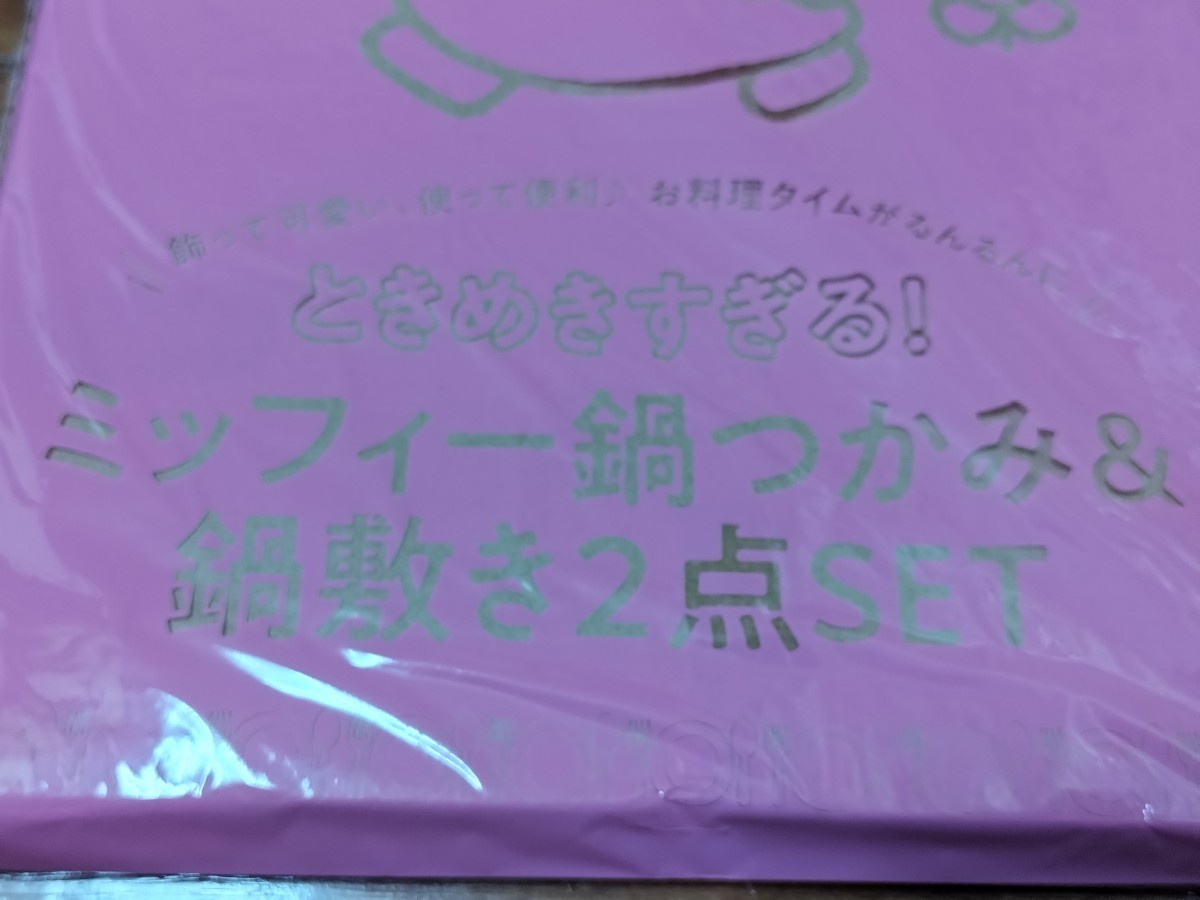 飾って可愛い、使って便利♪ お料理タイムがるんるん
ときめきすぎる!
ミッフィー鍋つかみ&
鍋敷き2点SET